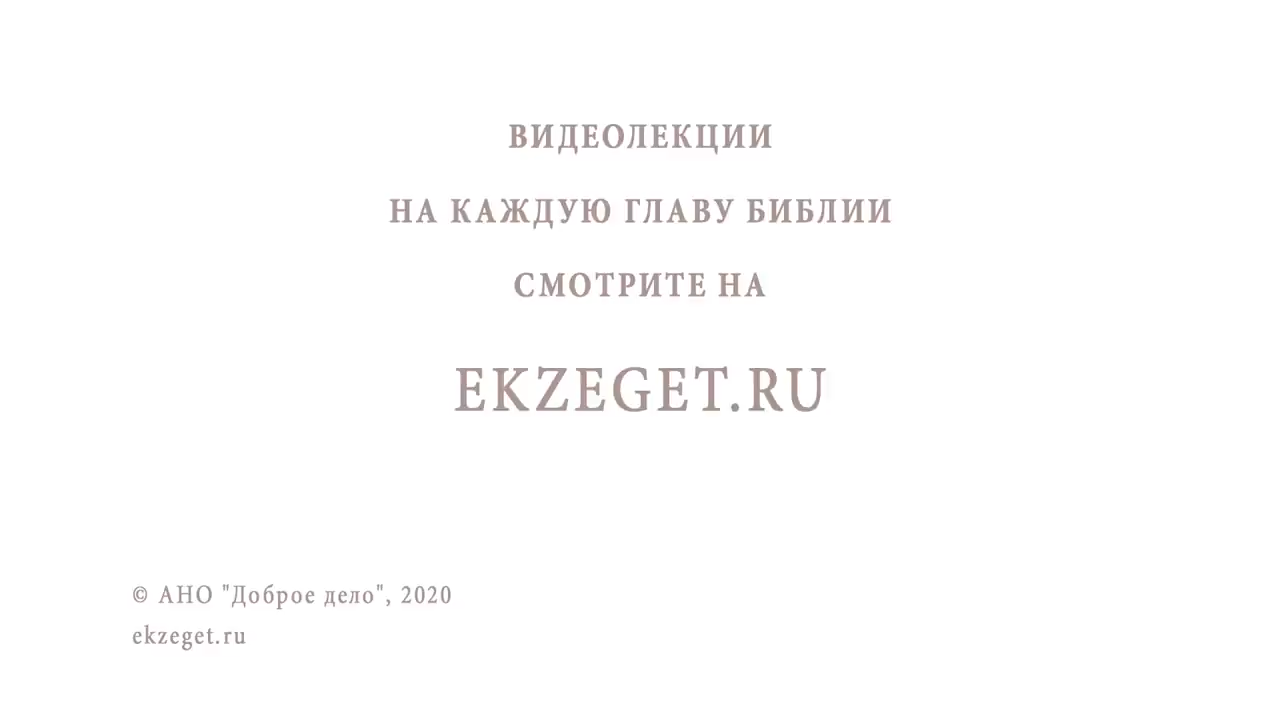 ВИДЕОЛЕКЦИИ
НА КАЖДУЮ ГЛАВУ БИБЛИИ
СМОТРИТЕ НА
EKZEGET.RU
© АНО "Доброе дело", 2020
ekzeget.ru